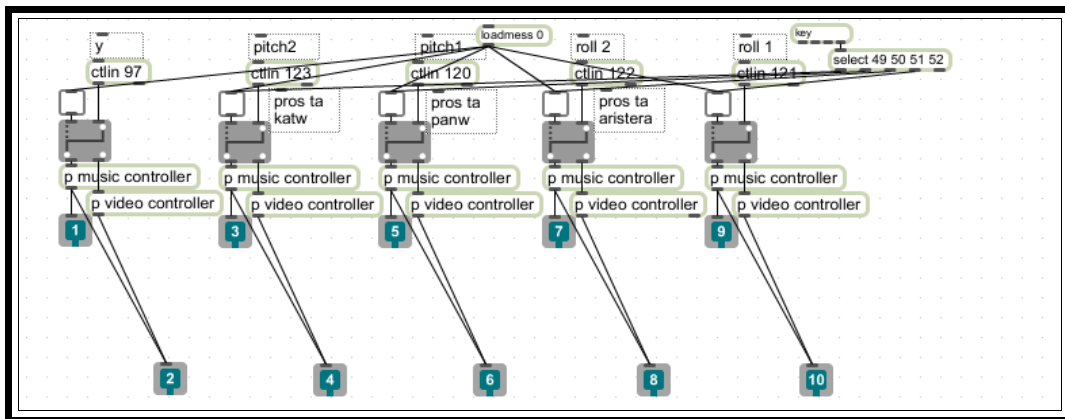 y
pitch2
pitch1
loadmess 0
roll 2
roll 1
key
select 49 50 51 52
ctlin 97
ctlin 123
ctlin 120
ctlin 122
ctlin 121
pros ta
katw
pros ta
panw
pros ta
aristera
p music controller
p music controller
p music controller
p music controller
p music controller
p video controller
p video controller
p video controller
p video controller
p video controller
1
3
5
7
9
2
4
6
8
10